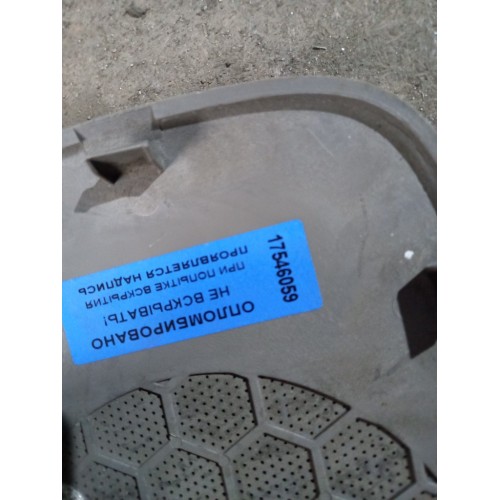 ОПЛОМБИРОВАНО
НЕ ВСКРЫВАТЬ!
ПРИ ПОПЫТКЕ ВСКРЫТИЯ
ПРОЯВЛЯЕТСЯ НАДПИСЬ
17546059